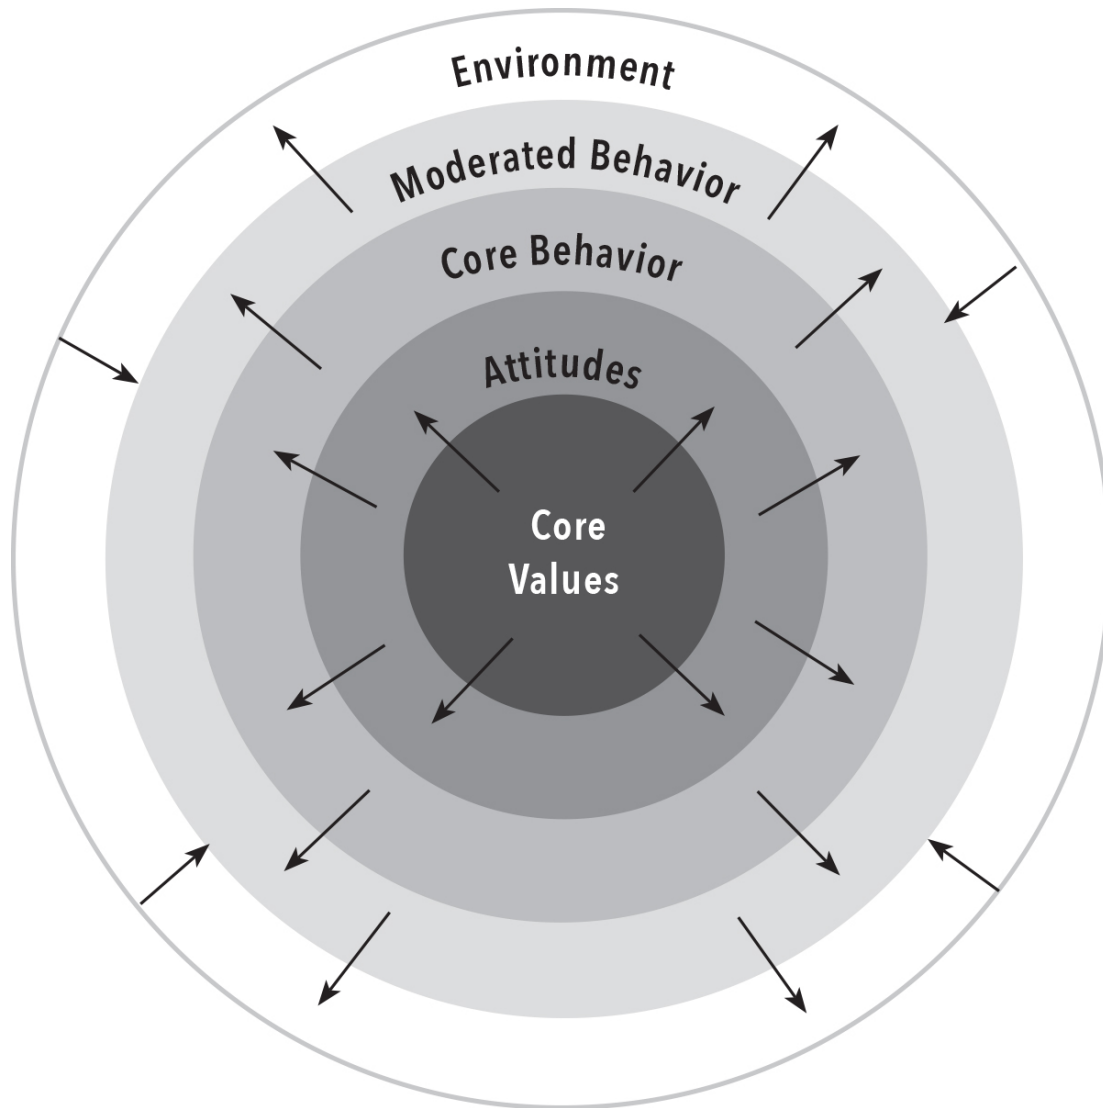 Environment
Moderated Behavior
Core Behavior
Attitudes
Core
Values